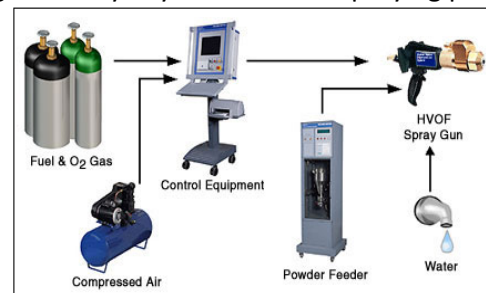 Fuel & O₂ Gas
Control Equipment
HVOF
Spray Gun
Compressed Air
Powder Feeder
Water